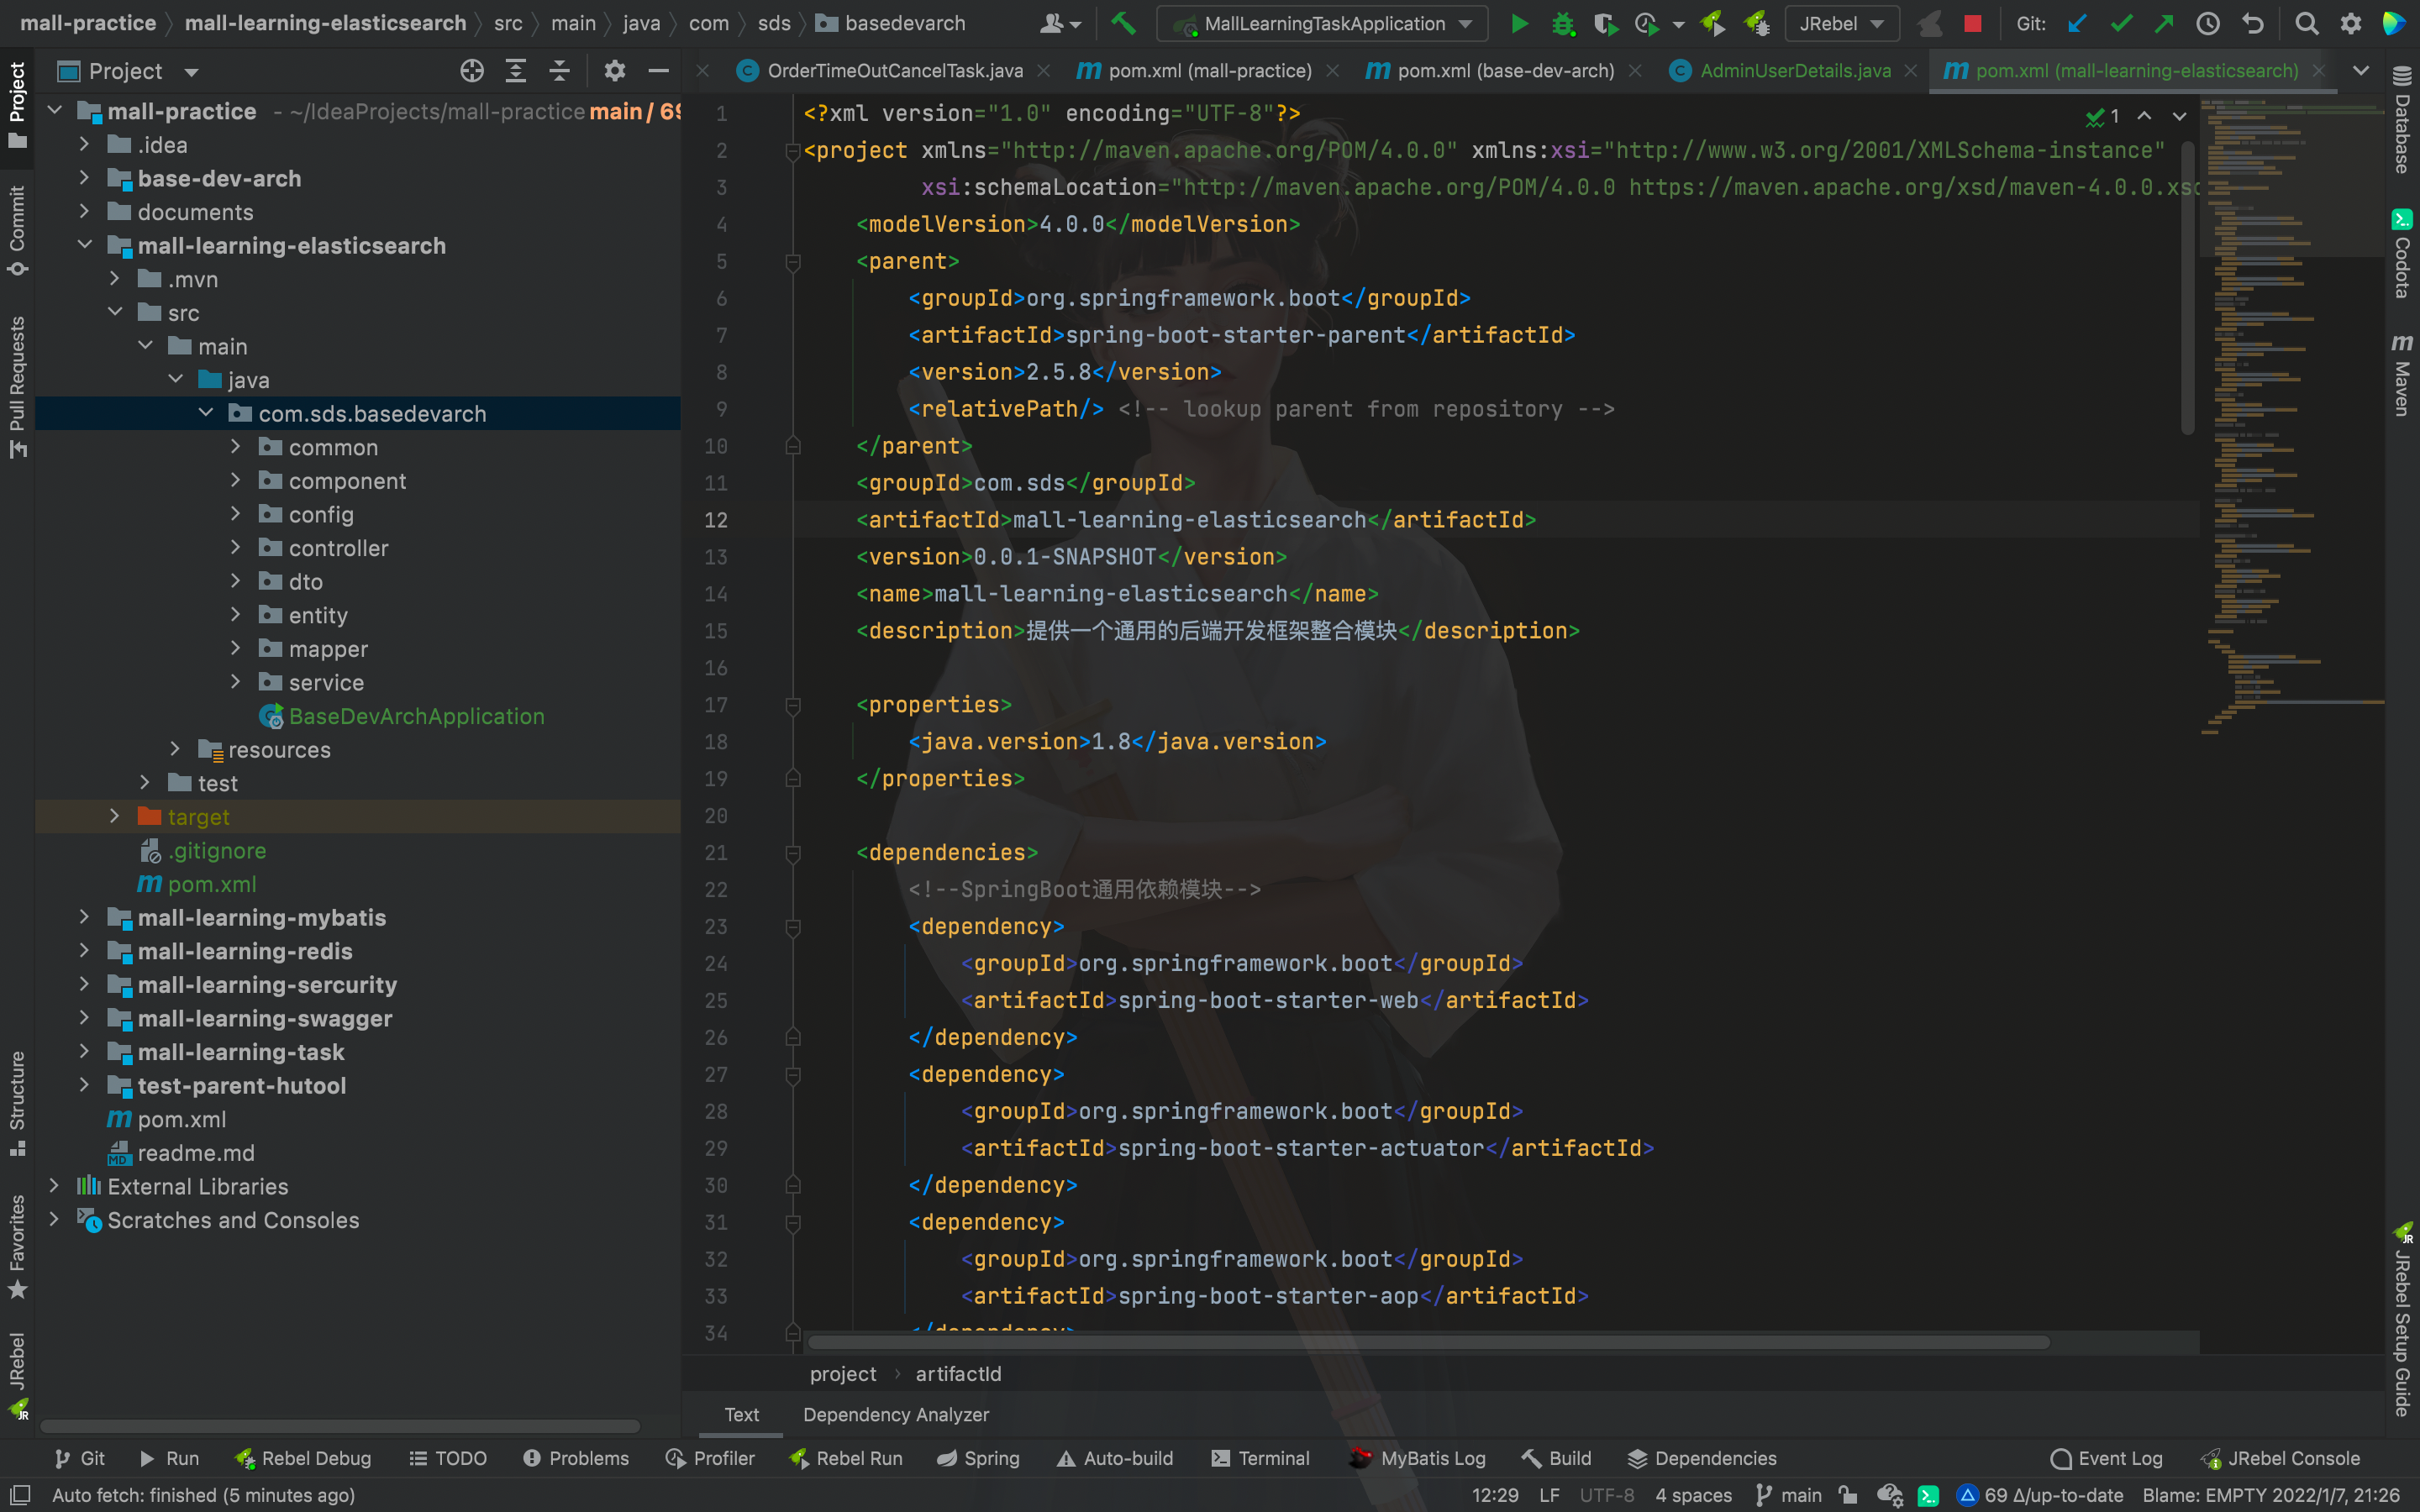 mall-practice mall-learning-elasticsearch src main java com sds basedevarch MallLearningTaskApplication JRebel Git:
Project OrderTimeOutCancelTask.java pom.xml (mall-practice) pom.xml (base-dev-arch) AdminUserDetails.java pom.xml (mall-learning-elasticsearch)
Project
Commit
Pull Requests
Structure
Favorites
JRebel
mall-practice - ~/IdeaProjects/mall-practice main / 69
.idea
base-dev-arch
documents
mall-learning-elasticsearch
.mvn
src
main
java
com.sds.basedevarch
common
component
config
controller
dto
entity
mapper
service
BaseDevArchApplication
resources
test
target
.gitignore
pom.xml
mall-learning-mybatis
mall-learning-redis
mall-learning-sercurity
mall-learning-swagger
mall-learning-task
test-parent-hutool
pom.xml
readme.md
External Libraries
Scratches and Consoles
1 <?xml version="1.0" encoding="UTF-8"?>
2 <project xmlns="http://maven.apache.org/POM/4.0.0" xmlns:xsi="http://www.w3.org/2001/XMLSchema-instance"
3 xsi:schemaLocation="http://maven.apache.org/POM/4.0.0 https://maven.apache.org/xsd/maven-4.0.0.xsd
4 <modelVersion>4.0.0</modelVersion>
5 <parent>
6 <groupId>org.springframework.boot</groupId>
7 <artifactId>spring-boot-starter-parent</artifactId>
8 <version>2.5.8</version>
9 <relativePath/> <!-- lookup parent from repository -->
10 </parent>
11 <groupId>com.sds</groupId>
12 <artifactId>mall-learning-elasticsearch</artifactId>
13 <version>0.0.1-SNAPSHOT</version>
14 <name>mall-learning-elasticsearch</name>
15 <description>提供一个通用的后端开发框架整合模块</description>
16
17 <properties>
18 <java.version>1.8</java.version>
19 </properties>
20
21 <dependencies>
22 <!--SpringBoot通用依赖模块-->
23 <dependency>
24 <groupId>org.springframework.boot</groupId>
25 <artifactId>spring-boot-starter-web</artifactId>
26 </dependency>
27 <dependency>
28 <groupId>org.springframework.boot</groupId>
29 <artifactId>spring-boot-starter-actuator</artifactId>
30 </dependency>
31 <dependency>
32 <groupId>org.springframework.boot</groupId>
33 <artifactId>spring-boot-starter-aop</artifactId>
34 </dependency>
1
Database
Codota
Maven
JRebel Setup Guide
project artifactId
Text Dependency Analyzer
Git Run Rebel Debug TODO Problems Profiler Rebel Run Spring Auto-build Terminal MyBatis Log Build Dependencies Event Log JRebel Console
Auto fetch: finished (5 minutes ago) 12:29 LF UTF-8 4 spaces main 69 Δ/up-to-date Blame: EMPTY 2022/1/7, 21:26